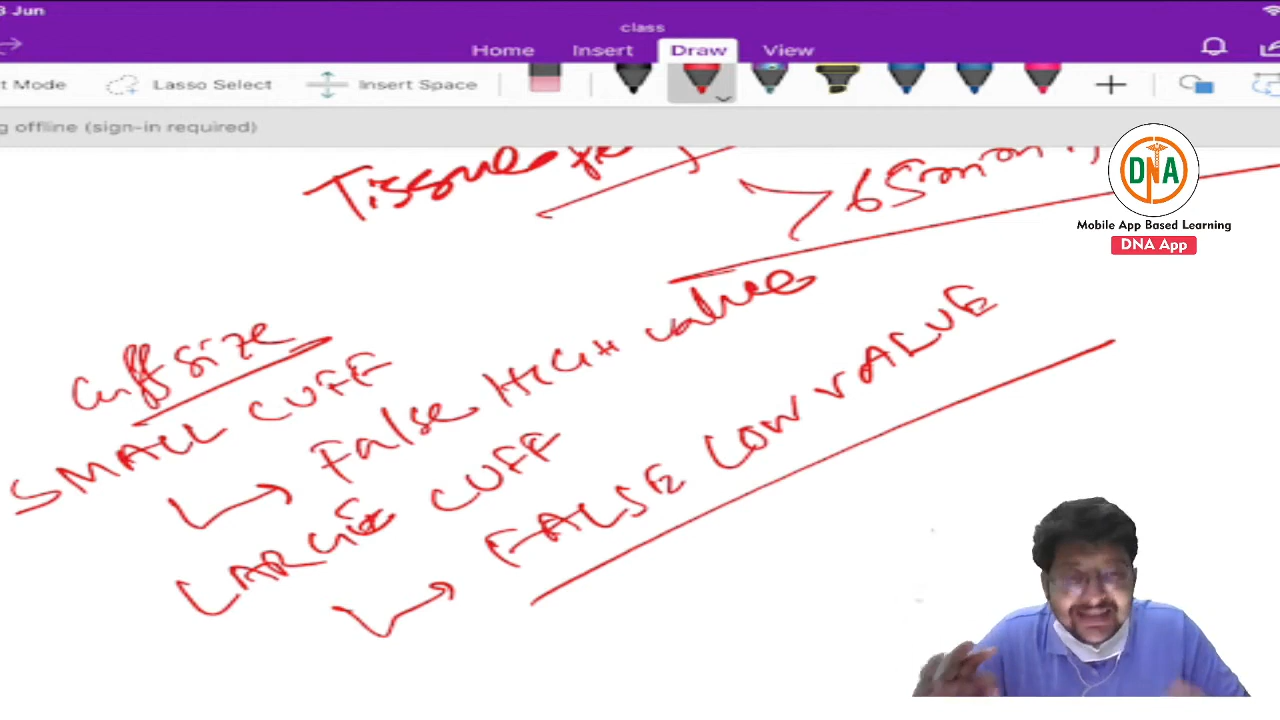 3 Jun
class
Home Insert Draw View
rt Mode Lasso Select Insert Space
g offline (sign-in required)
DNA
Mobile App Based Learning
DNA App
Tissue
>65mm
Cuff size
SMALL CUFF
False HIGH value
LARGE CUFF
FALSE LOW VALUE